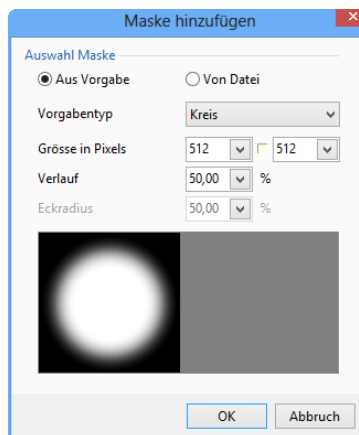 Maske hinzufügen
Auswahl Maske
Aus Vorgabe Von Datei
Vorgabentyp Kreis
Grösse in Pixels 512 512
Verlauf 50,00 %
Eckradius 50,00 %
OK Abbruch